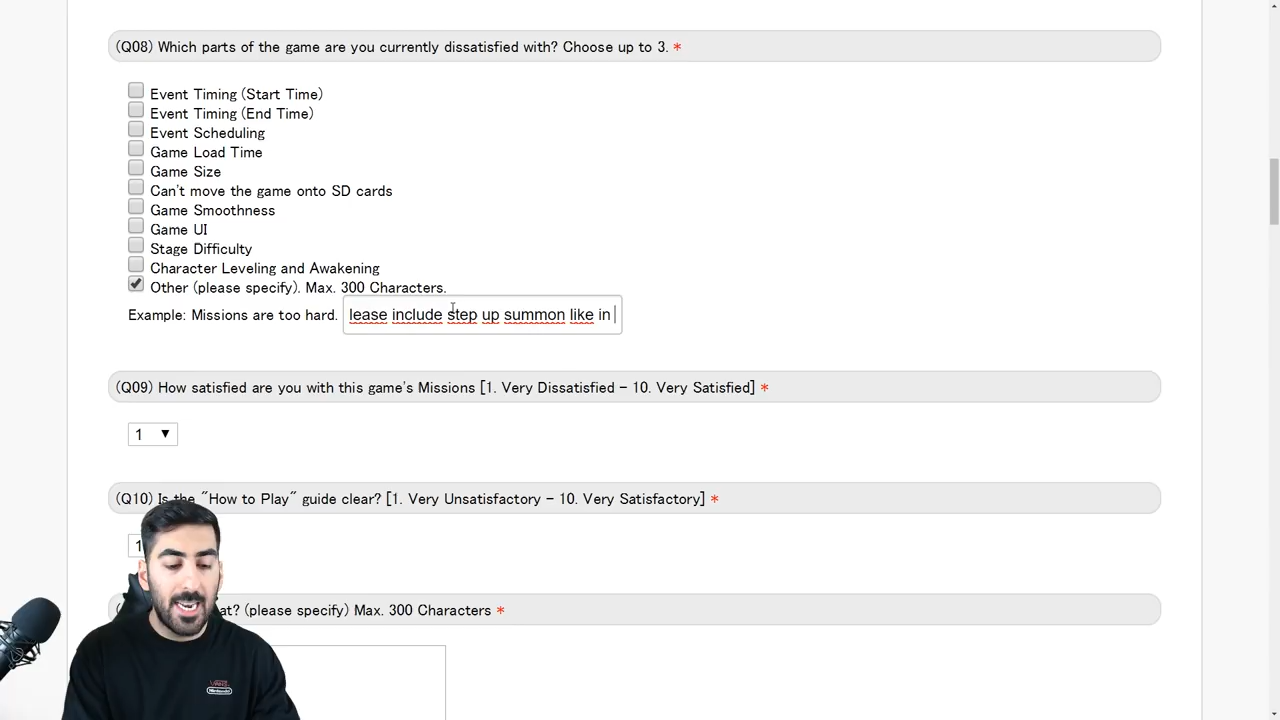 (Q08) Which parts of the game are you currently dissatisfied with? Choose up to 3. *
Event Timing (Start Time)
Event Timing (End Time)
Event Scheduling
Game Load Time
Game Size
Can't move the game onto SD cards
Game Smoothness
Game UI
Stage Difficulty
Character Leveling and Awakening
Other (please specify). Max. 300 Characters.
Example: Missions are too hard. lease include step up summon like in
(Q09) How satisfied are you with this game's Missions [1. Very Dissatisfied - 10. Very Satisfied] *
1
(Q10) Is the "How to Play" guide clear? [1. Very Unsatisfactory - 10. Very Satisfactory] *
1
at? (please specify) Max. 300 Characters *
Nintendo